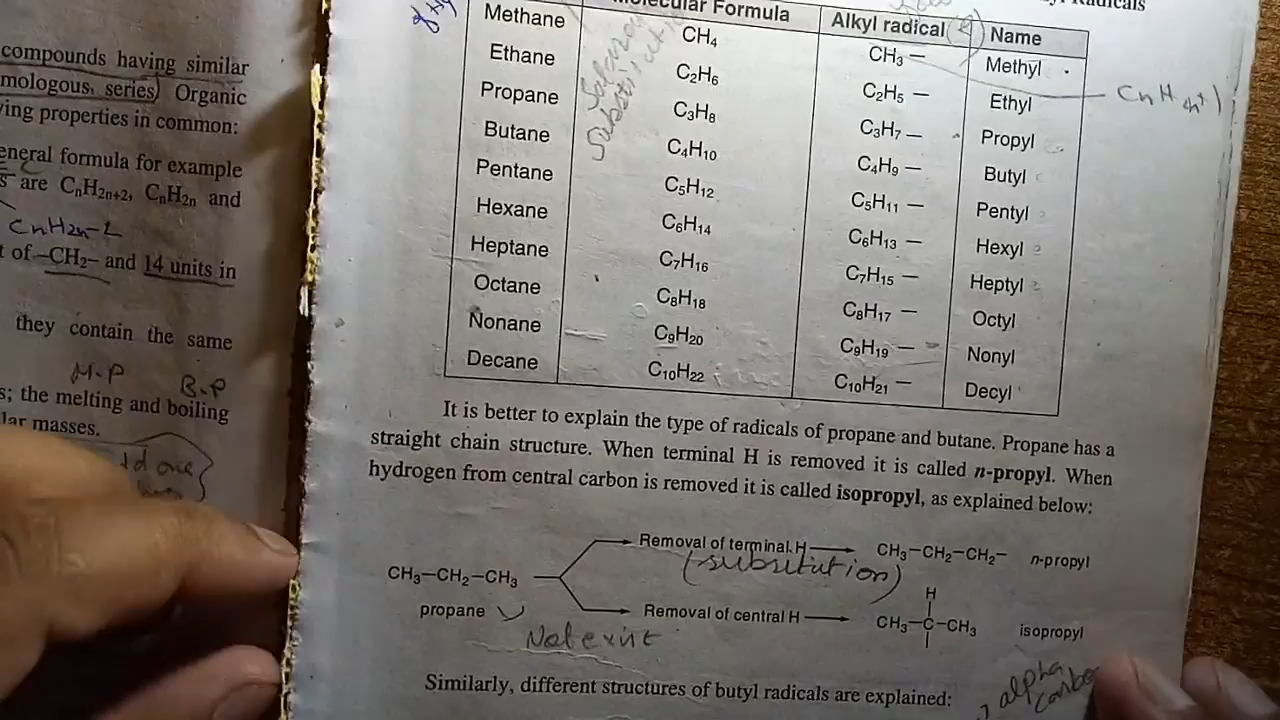 compounds having similar
mologous, series) Organic
ving properties in common:
eneral formula for example
are CnH2n+2, CnH2n and
CnH2n-2
t of –CH2– and 14 units in
they contain the same
M.P B.P
s; the melting and boiling
lar masses.
Molecular Formula Alkyl radical Name
Methane CH4 CH3 — Methyl
Ethane C2H6 C2H5 — Ethyl
Propane C3H8 C3H7 — Propyl
Butane C4H10 C4H9 — Butyl
Pentane C5H12 C5H11 — Pentyl
Hexane C6H14 C6H13 — Hexyl
Heptane C7H16 C7H15 — Heptyl
Octane C8H18 C8H17 — Octyl
Nonane C9H20 C9H19 — Nonyl
Decane C10H22 C10H21 — Decyl
It is better to explain the type of radicals of propane and butane. Propane has a
straight chain structure. When terminal H is removed it is called n-propyl. When
hydrogen from central carbon is removed it is called isopropyl, as explained below:
Removal of terminal H CH3–CH2–CH2– n-propyl
(subsitution)
CH3–CH2–CH3
propane
H
Removal of central H CH3–C–CH3 isopropyl
Not exist
alpha
Similarly, different structures of butyl radicals are explained: